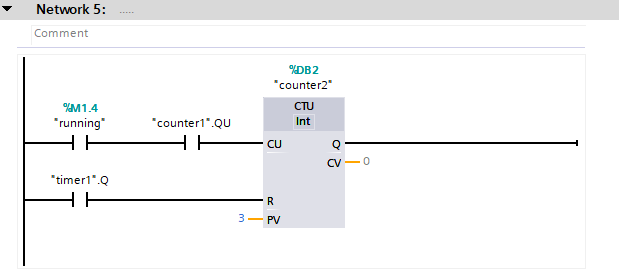 Network 5: .....
Comment
%DB2
"counter2"
%M1.4
"running"
"counter1".QU
CTU
Int
CU
Q
CV
0
"timer1".Q
R
3
PV